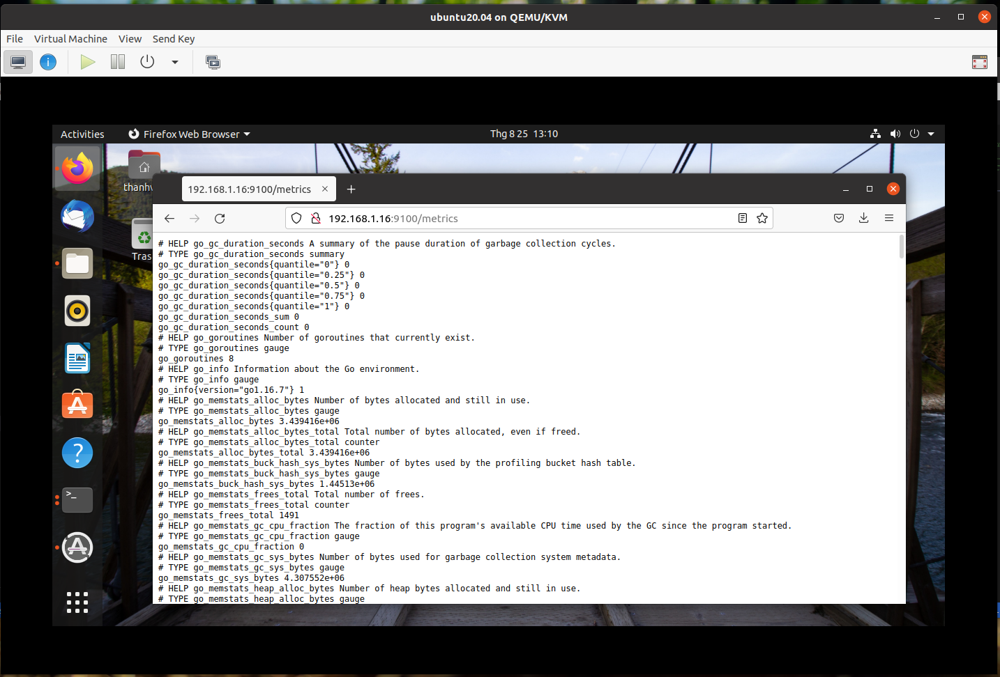 ubuntu20.04 on QEMU/KVM
File Virtual Machine View Send Key
Activities Firefox Web Browser Thg 8 25 13:10
thanhv
Tras
192.168.1.16:9100/metrics
192.168.1.16:9100/metrics
# HELP go_gc_duration_seconds A summary of the pause duration of garbage collection cycles.
# TYPE go_gc_duration_seconds summary
go_gc_duration_seconds{quantile="0"} 0
go_gc_duration_seconds{quantile="0.25"} 0
go_gc_duration_seconds{quantile="0.5"} 0
go_gc_duration_seconds{quantile="0.75"} 0
go_gc_duration_seconds{quantile="1"} 0
go_gc_duration_seconds_sum 0
go_gc_duration_seconds_count 0
# HELP go_goroutines Number of goroutines that currently exist.
# TYPE go_goroutines gauge
go_goroutines 8
# HELP go_info Information about the Go environment.
# TYPE go_info gauge
go_info{version="go1.16.7"} 1
# HELP go_memstats_alloc_bytes Number of bytes allocated and still in use.
# TYPE go_memstats_alloc_bytes gauge
go_memstats_alloc_bytes 3.439416e+06
# HELP go_memstats_alloc_bytes_total Total number of bytes allocated, even if freed.
# TYPE go_memstats_alloc_bytes_total counter
go_memstats_alloc_bytes_total 3.439416e+06
# HELP go_memstats_buck_hash_sys_bytes Number of bytes used by the profiling bucket hash table.
# TYPE go_memstats_buck_hash_sys_bytes gauge
go_memstats_buck_hash_sys_bytes 1.44513e+06
# HELP go_memstats_frees_total Total number of frees.
# TYPE go_memstats_frees_total counter
go_memstats_frees_total 1491
# HELP go_memstats_gc_cpu_fraction The fraction of this program's available CPU time used by the GC since the program started.
# TYPE go_memstats_gc_cpu_fraction gauge
go_memstats_gc_cpu_fraction 0
# HELP go_memstats_gc_sys_bytes Number of bytes used for garbage collection system metadata.
# TYPE go_memstats_gc_sys_bytes gauge
go_memstats_gc_sys_bytes 4.307552e+06
# HELP go_memstats_heap_alloc_bytes Number of heap bytes allocated and still in use.
# TYPE go_memstats_heap_alloc_bytes gauge